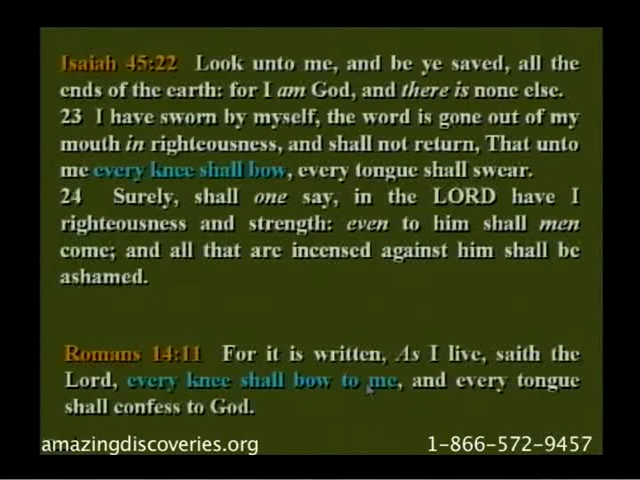 Isaiah 45:22 Look unto me, and be ye saved, all the
ends of the earth: for I am God, and there is none else.
23 I have sworn by myself, the word is gone out of my
mouth in righteousness, and shall not return, That unto
me every knee shall bow, every tongue shall swear.
24 Surely, shall one say, in the LORD have I
righteousness and strength: even to him shall men
come; and all that are incensed against him shall be
ashamed.
Romans 14:11 For it is written, As I live, saith the
Lord, every knee shall bow to me, and every tongue
shall confess to God.
amazingdiscoveries.org 1-866-572-9457